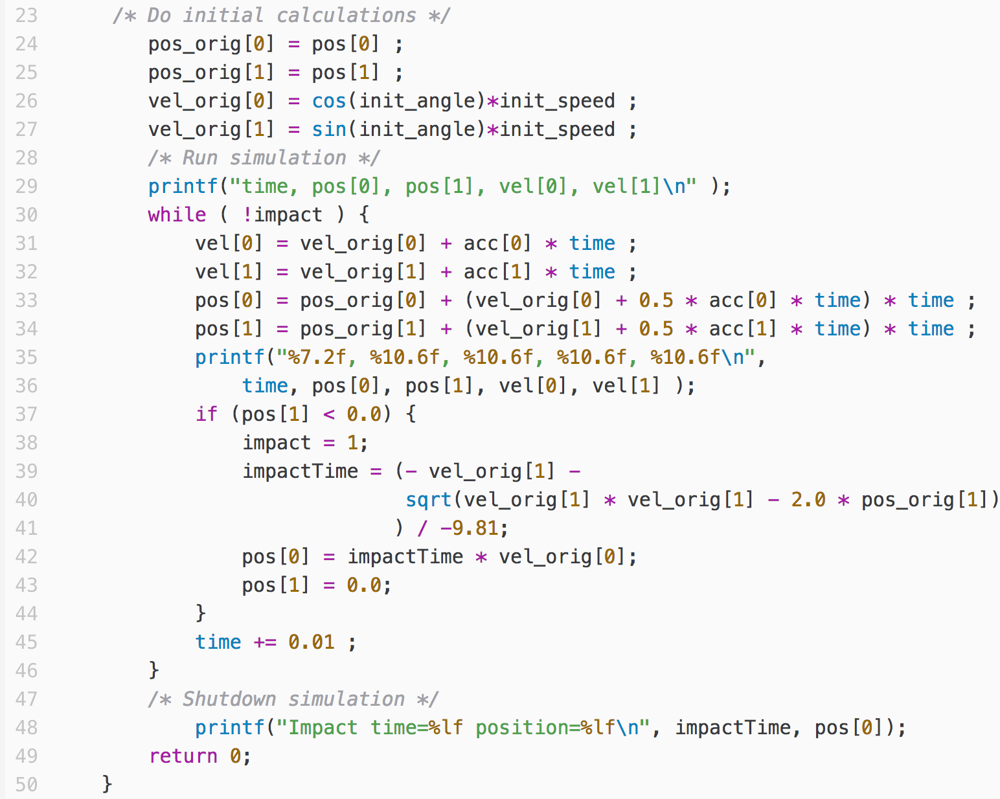 23 /* Do initial calculations */
24 pos_orig[0] = pos[0] ;
25 pos_orig[1] = pos[1] ;
26 vel_orig[0] = cos(init_angle)*init_speed ;
27 vel_orig[1] = sin(init_angle)*init_speed ;
28 /* Run simulation */
29 printf("time, pos[0], pos[1], vel[0], vel[1]\n" );
30 while ( !impact ) {
31 vel[0] = vel_orig[0] + acc[0] * time ;
32 vel[1] = vel_orig[1] + acc[1] * time ;
33 pos[0] = pos_orig[0] + (vel_orig[0] + 0.5 * acc[0] * time) * time ;
34 pos[1] = pos_orig[1] + (vel_orig[1] + 0.5 * acc[1] * time) * time ;
35 printf("%7.2f, %10.6f, %10.6f, %10.6f, %10.6f\n",
36 time, pos[0], pos[1], vel[0], vel[1] );
37 if (pos[1] < 0.0) {
38 impact = 1;
39 impactTime = (- vel_orig[1] -
40 sqrt(vel_orig[1] * vel_orig[1] - 2.0 * pos_orig[1])
41 ) / -9.81;
42 pos[0] = impactTime * vel_orig[0];
43 pos[1] = 0.0;
44 }
45 time += 0.01 ;
46 }
47 /* Shutdown simulation */
48 printf("Impact time=%lf position=%lf\n", impactTime, pos[0]);
49 return 0;
50 }